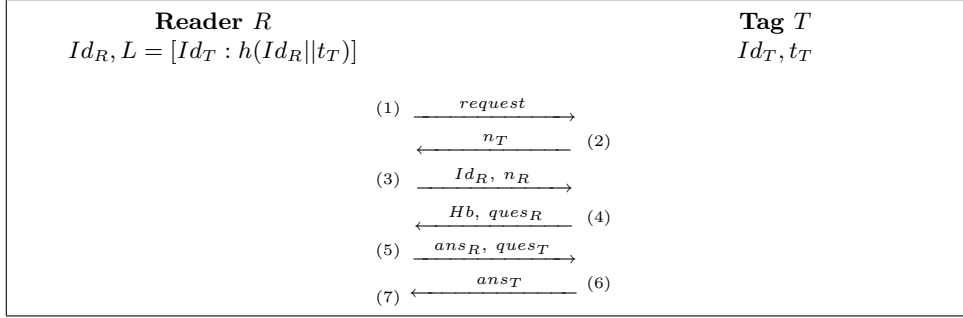 Reader R Tag T
Id_R, L = [Id_T : h(Id_R||t_T)] Id_T, t_T
(1) request
n_T (2)
(3) Id_R, n_R
Hb, ques_R (4)
(5) ans_R, ques_T
ans_T (6)
(7)